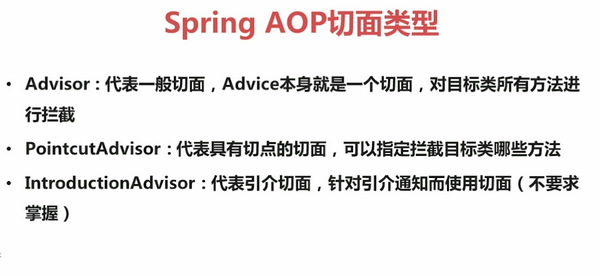 Spring AOP切面类型
• Advisor：代表一般切面，Advice本身就是一个切面，对目标类所有方法进
行拦截
• PointcutAdvisor：代表具有切点的切面，可以指定拦截目标类哪些方法
• IntroductionAdvisor：代表引介切面，针对引介通知而使用切面（不要求
掌握）